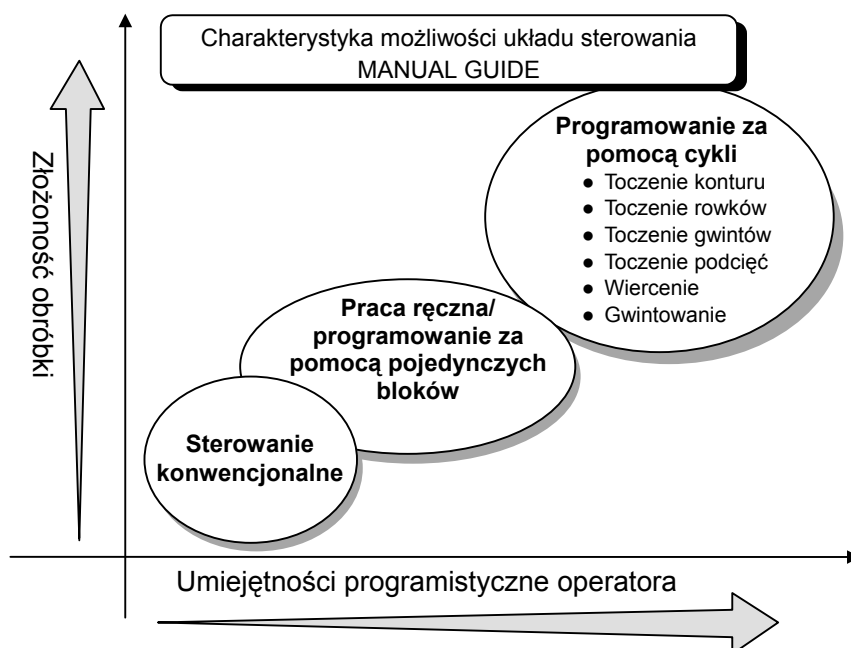 Charakterystyka możliwości układu sterowania
MANUAL GUIDE
Złożoność obróbki
Programowanie za
pomocą cykli
● Toczenie konturu
● Toczenie rowków
● Toczenie gwintów
● Toczenie podcięć
● Wiercenie
● Gwintowanie
Praca ręczna/
programowanie za
pomocą pojedynczych
bloków
Sterowanie
konwencjonalne
Umiejętności programistyczne operatora